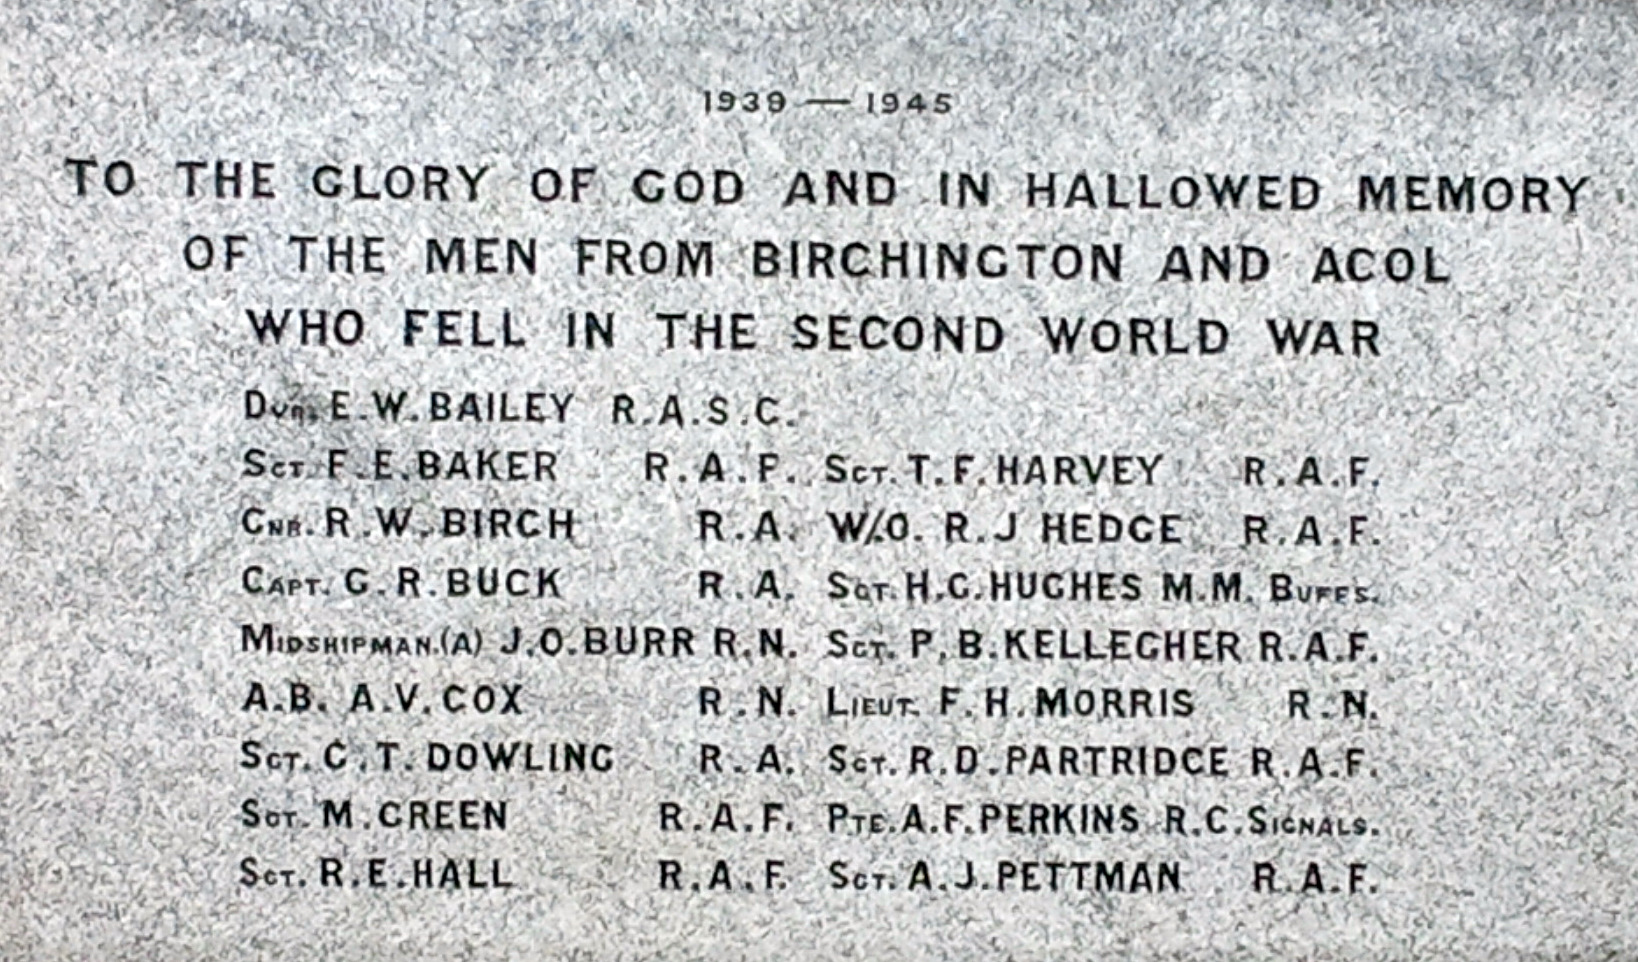 1939 — 1945
TO THE GLORY OF GOD AND IN HALLOWED MEMORY
OF THE MEN FROM BIRCHINGTON AND ACOL
WHO FELL IN THE SECOND WORLD WAR
Dvr. E.W.BAILEY R.A.S.C.
Sgt F.E.BAKER R.A.F. Sgt.T.F.HARVEY R.A.F.
Gnr.R.W.BIRCH R.A. W/O. R.J HEDGE R.A.F.
Capt. G.R.BUCK R.A. Sgt.H.G.HUGHES M.M. Buffs.
Midshipman.(A) J.O.BURR R.N. Sgt. P.B.KELLEGHER R.A.F.
A.B. A.V.COX R.N. Lieut. F.H.MORRIS R.N.
Sgt.C.T.DOWLING R.A. Sgt.R.D.PARTRIDGE R.A.F.
Sgt.M.GREEN R.A.F. Pte.A.F.PERKINS R.C.Signals.
Sgt.R.E.HALL R.A.F. Sgt.A.J.PETTMAN R.A.F.